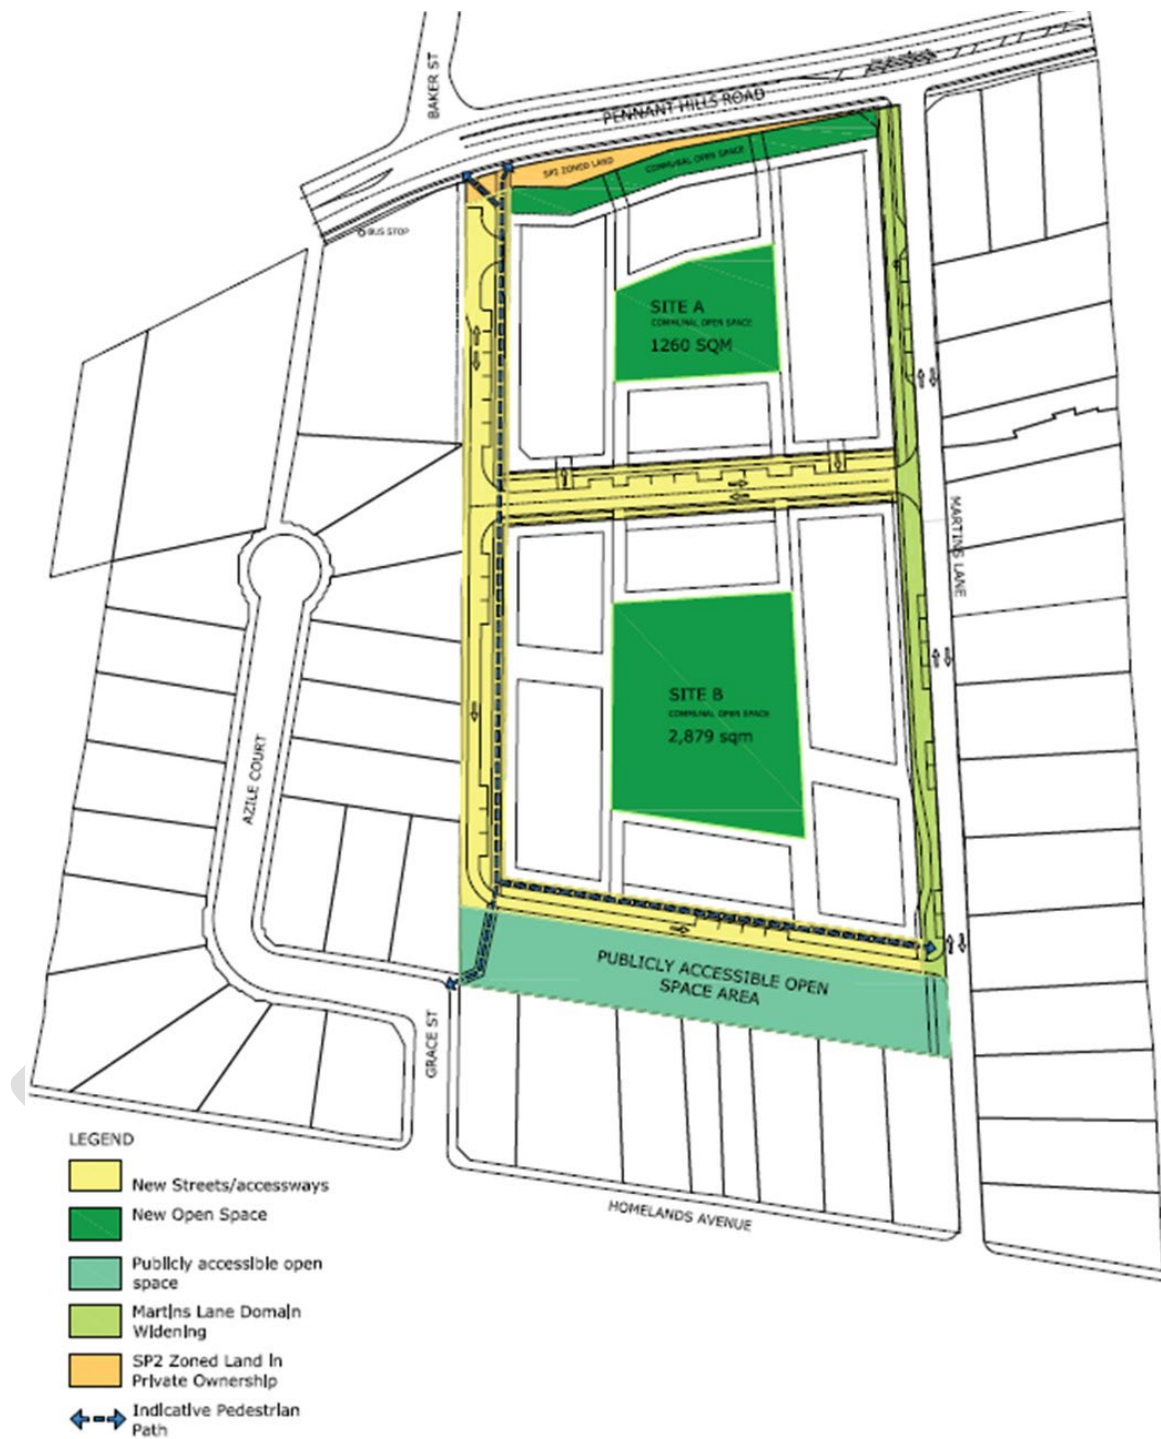 BAKER ST
PENNANT HILLS ROAD
SP2 ZONED LAND
COMMUNAL OPEN SPACE
BUS STOP
SITE A
COMMUNAL OPEN SPACE
1260 SQM
MARTINS LANE
SITE B
COMMUNAL OPEN SPACE
2,879 sqm
AZILE COURT
PUBLICLY ACCESSIBLE OPEN
SPACE AREA
GRACE ST
HOMELANDS AVENUE
LEGEND
New Streets/accessways
New Open Space
Publicly accessible open
space
Martins Lane Domain
Widening
SP2 Zoned Land in
Private Ownership
Indicative Pedestrian
Path